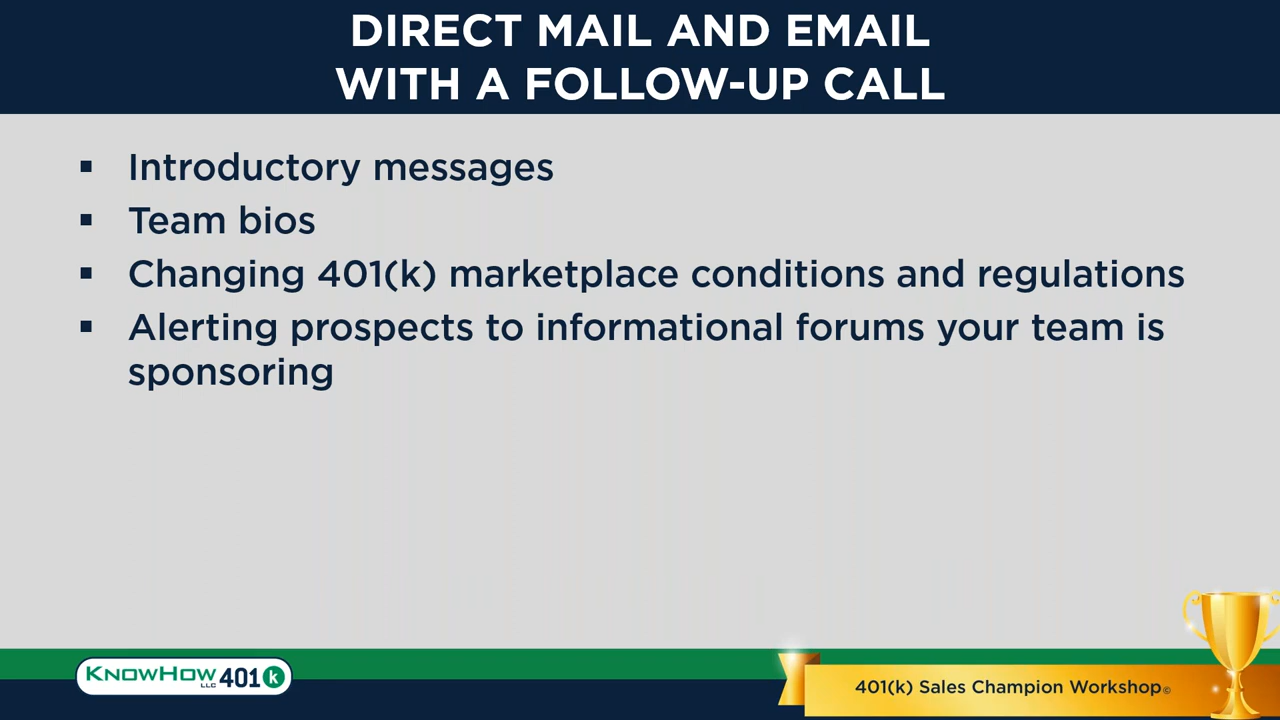 DIRECT MAIL AND EMAIL
WITH A FOLLOW-UP CALL
▪ Introductory messages
▪ Team bios
▪ Changing 401(k) marketplace conditions and regulations
▪ Alerting prospects to informational forums your team is
sponsoring
KNOWHOW LLC 401 k
401(k) Sales Champion Workshop©